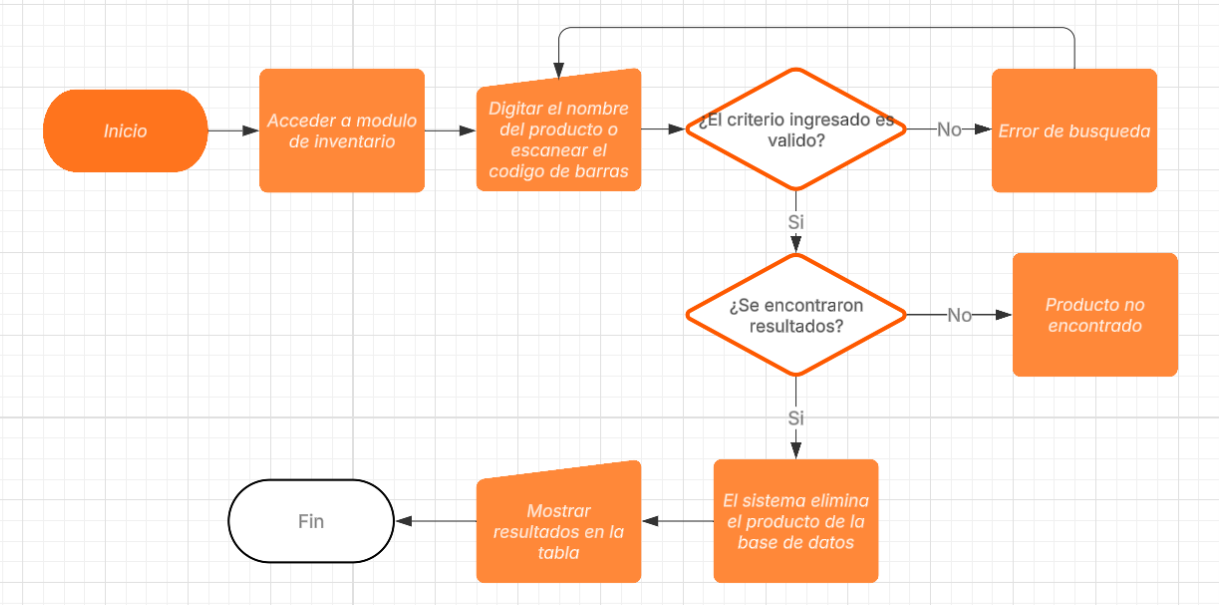 Inicio
Acceder a modulo
de inventario
Digitar el nombre
del producto o
escanear el
codigo de barras
¿El criterio ingresado es
valido?
No
Error de busqueda
Si
¿Se encontraron
resultados?
No
Producto no
encontrado
Si
El sistema elimina
el producto de la
base de datos
Mostrar
resultados en la
tabla
Fin